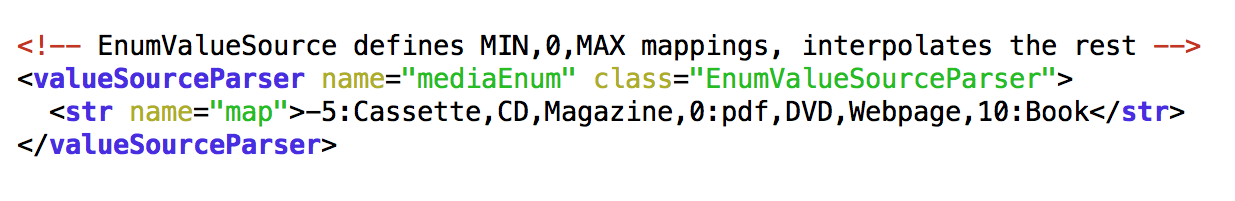 <!-- EnumValueSource defines MIN,0,MAX mappings, interpolates the rest -->
<valueSourceParser name="mediaEnum" class="EnumValueSourceParser">
  <str name="map">-5:Cassette,CD,Magazine,0:pdf,DVD,Webpage,10:Book</str>
</valueSourceParser>